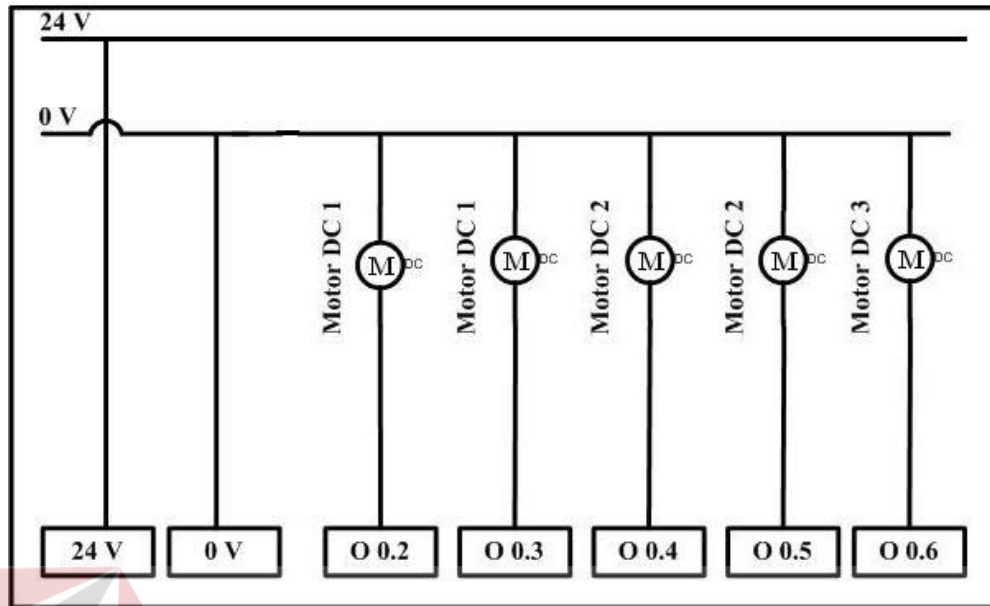 24 V
0 V
Motor DC 1
Motor DC 1
Motor DC 2
Motor DC 2
Motor DC 3
M DC
M DC
M DC
M DC
M DC
24 V
0 V
O 0.2
O 0.3
O 0.4
O 0.5
O 0.6